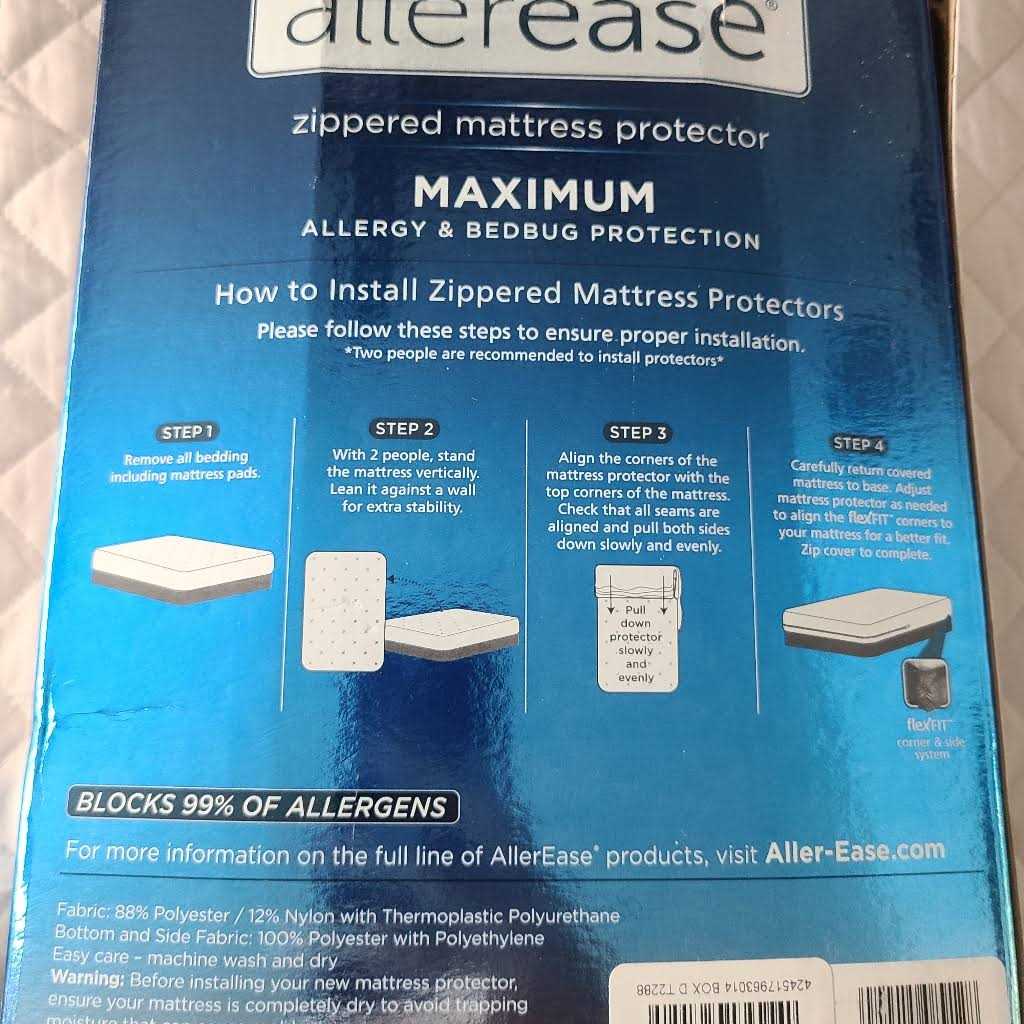 allerease®
zippered mattress protector
MAXIMUM
ALLERGY & BEDBUG PROTECTION
How to Install Zippered Mattress Protectors
Please follow these steps to ensure proper installation.
*Two people are recommended to install protectors*
STEP 1
Remove all bedding
including mattress pads.
STEP 2
With 2 people, stand
the mattress vertically.
Lean it against a wall
for extra stability.
STEP 3
Align the corners of the
mattress protector with the
top corners of the mattress.
Check that all seams are
aligned and pull both sides
down slowly and evenly.
Pull
down
protector
slowly
and
evenly
STEP 4
Carefully return covered
mattress to base. Adjust
mattress protector as needed
to align the flexFIT™ corners to
your mattress for a better fit.
Zip cover to complete.
flexFIT™
corner & side
system
BLOCKS 99% OF ALLERGENS
For more information on the full line of AllerEase® products, visit Aller-Ease.com
Fabric: 88% Polyester / 12% Nylon with Thermoplastic Polyurethane
Bottom and Side Fabric: 100% Polyester with Polyethylene
Easy care – machine wash and dry
Warning: Before installing your new mattress protector,
ensure your mattress is completely dry to avoid trapping
moisture that
424517963014 BOX D T2288